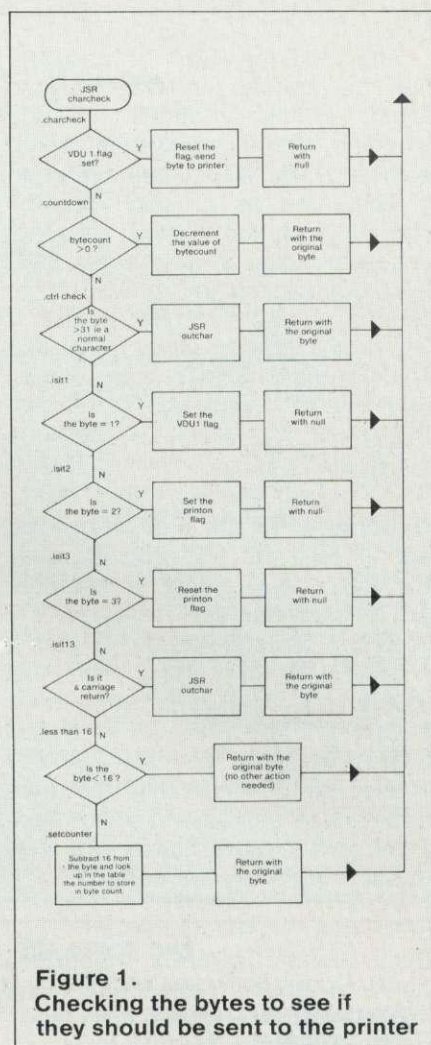 JSR
charcheck
.charcheck
VDU 1 flag
set?
Y
Reset the
flag, send
byte to printer
Return
with
null
N
.countdown
bytecount
>0 ?
Y
Decrement
the value of
bytecount
Return
with the
original
byte
N
.ctrl check
Is
the byte
>31 ie a
normal
character
Y
JSR
outchar
Return with
the original
byte
N
.isit1
Is
the byte = 1?
Y
Set the
VDU1 flag
Return
with null
N
.isit2
Is
the byte = 2?
Y
Set the
printon
flag
Return
with null
N
.isit3
Is
the byte = 3?
Y
Reset the
printon
flag
Return
with null
N
.isit13
Is it
a carriage
return?
Y
JSR
outchar
Return with
the original
byte
.less than 16
N
Is the
byte< 16 ?
Y
Return with the
original byte
(no other action
needed)
N
.setcounter
Subtract 16 from
the byte and look
up in the table
the number to store
in byte count
Return with
the original
byte
Figure 1.
Checking the bytes to see if
they should be sent to the printer